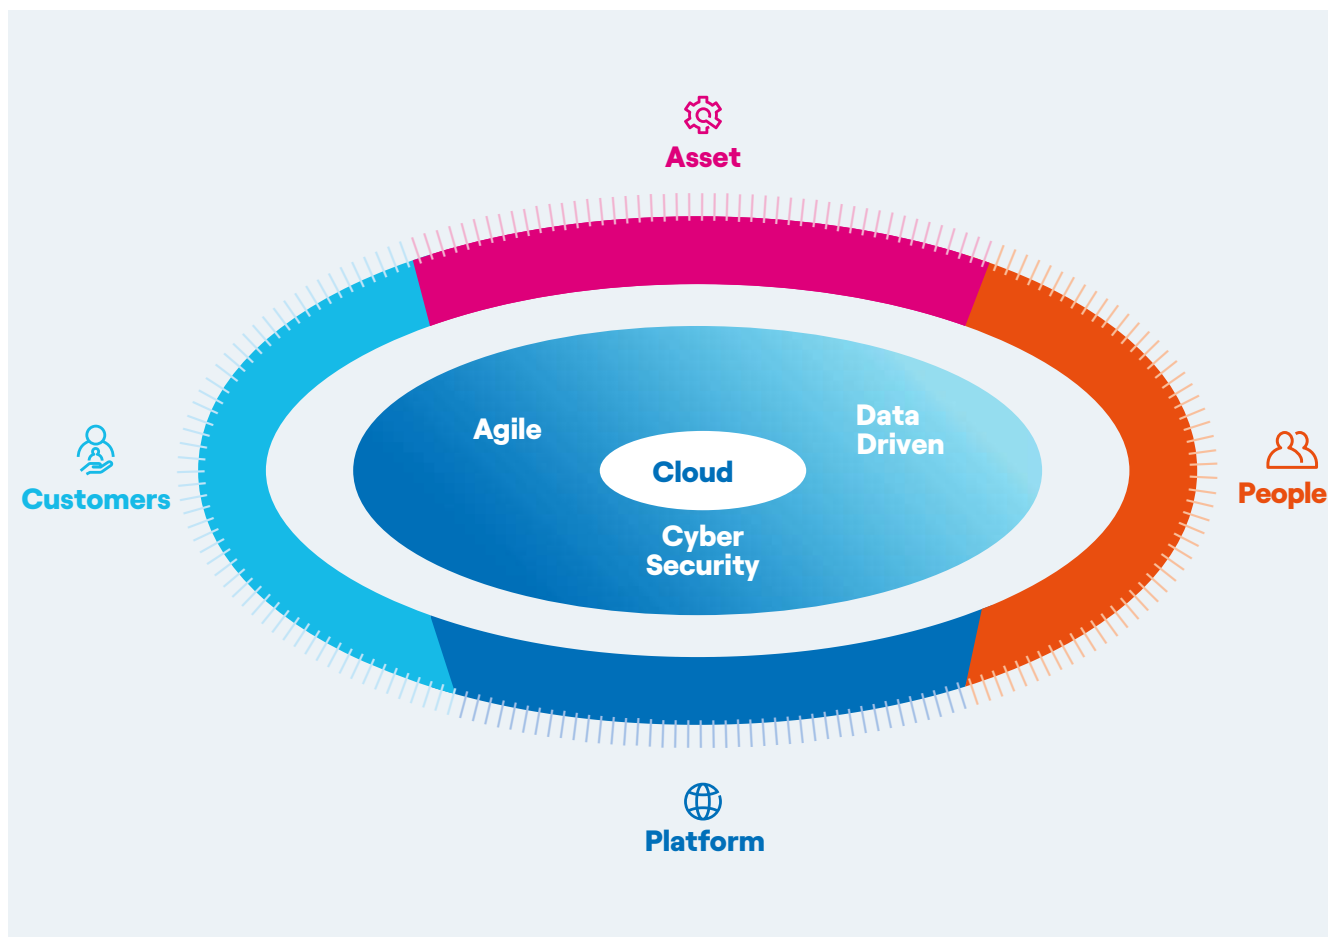 Asset
Agile
Data
Driven
Cloud
Customers
People
Cyber
Security
Platform